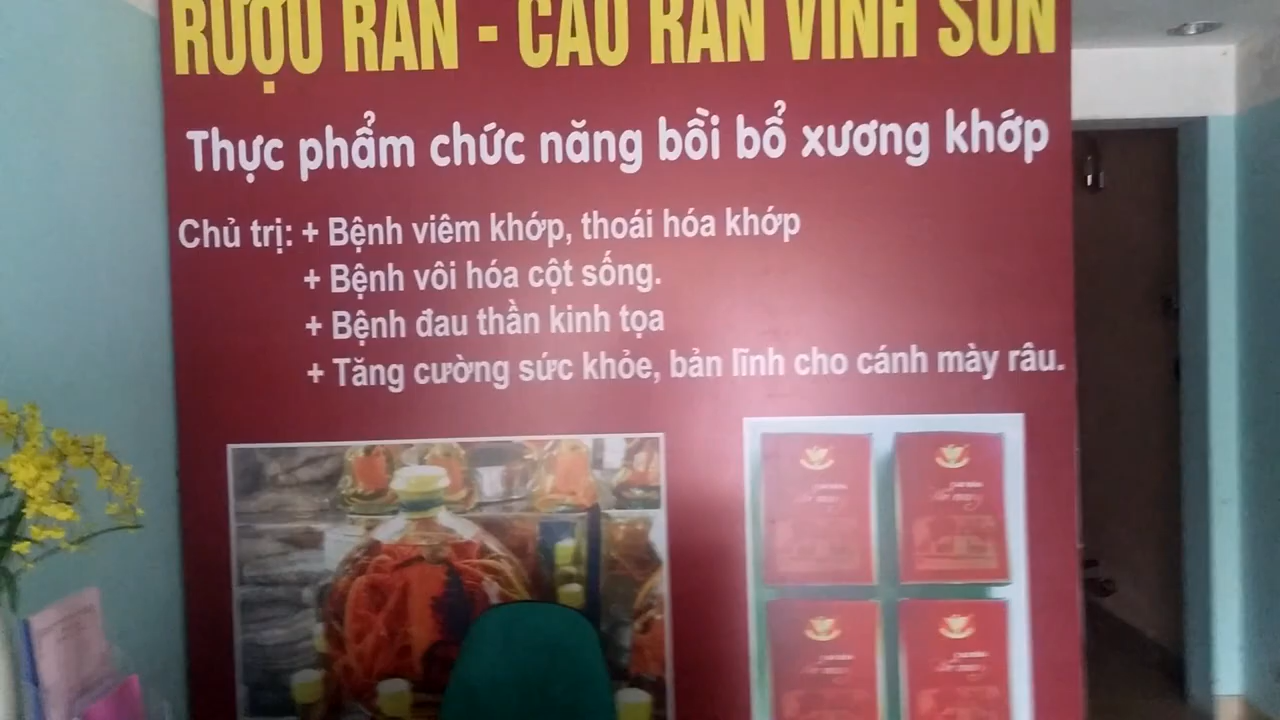 RƯỢU RẮN - CAO RẮN VĨNH SƠN
Thực phẩm chức năng bồi bổ xương khớp
Chủ trị: + Bệnh viêm khớp, thoái hóa khớp
+ Bệnh vôi hóa cột sống.
+ Bệnh đau thần kinh tọa
+ Tăng cường sức khỏe, bản lĩnh cho cánh mày râu.